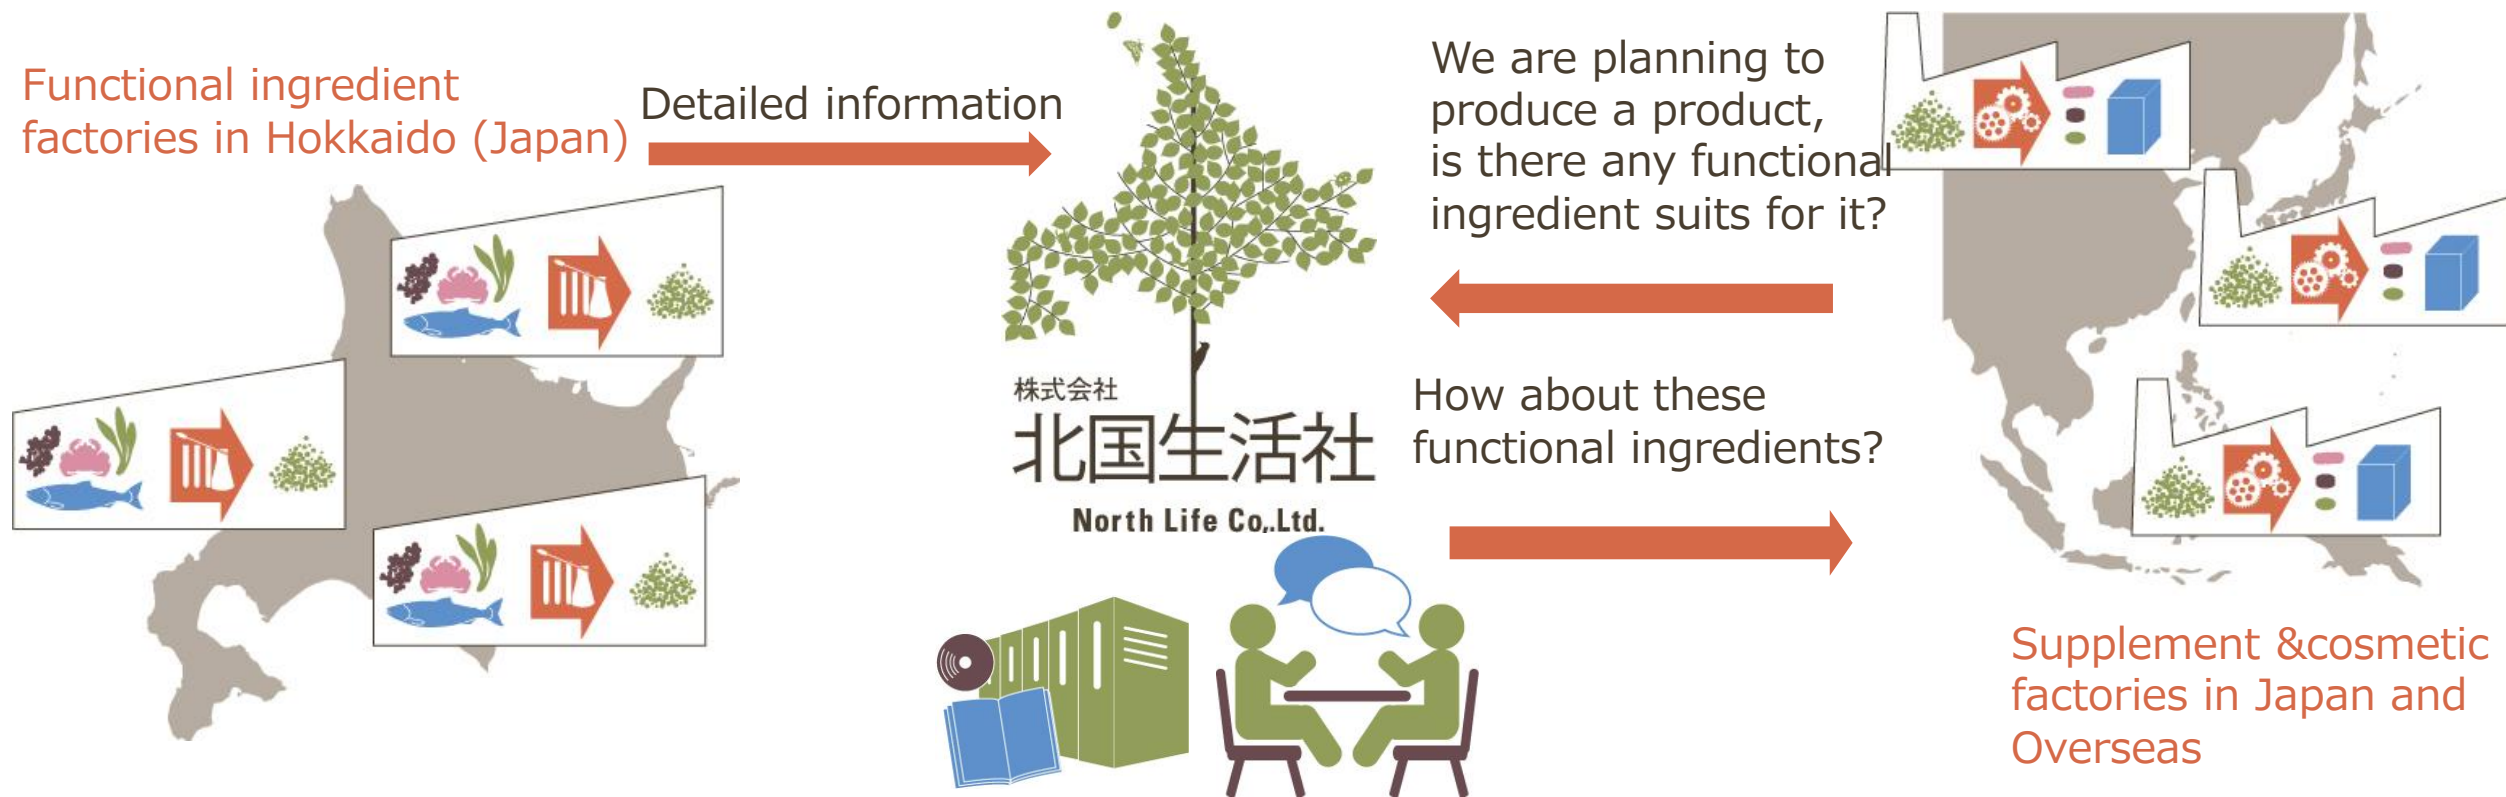 Functional ingredient
factories in Hokkaido (Japan)
Detailed information
We are planning to
produce a product,
is there any functional
ingredient suits for it?
株式会社
北国生活社
North Life Co,.Ltd.
How about these
functional ingredients?
Supplement &cosmetic
factories in Japan and
Overseas